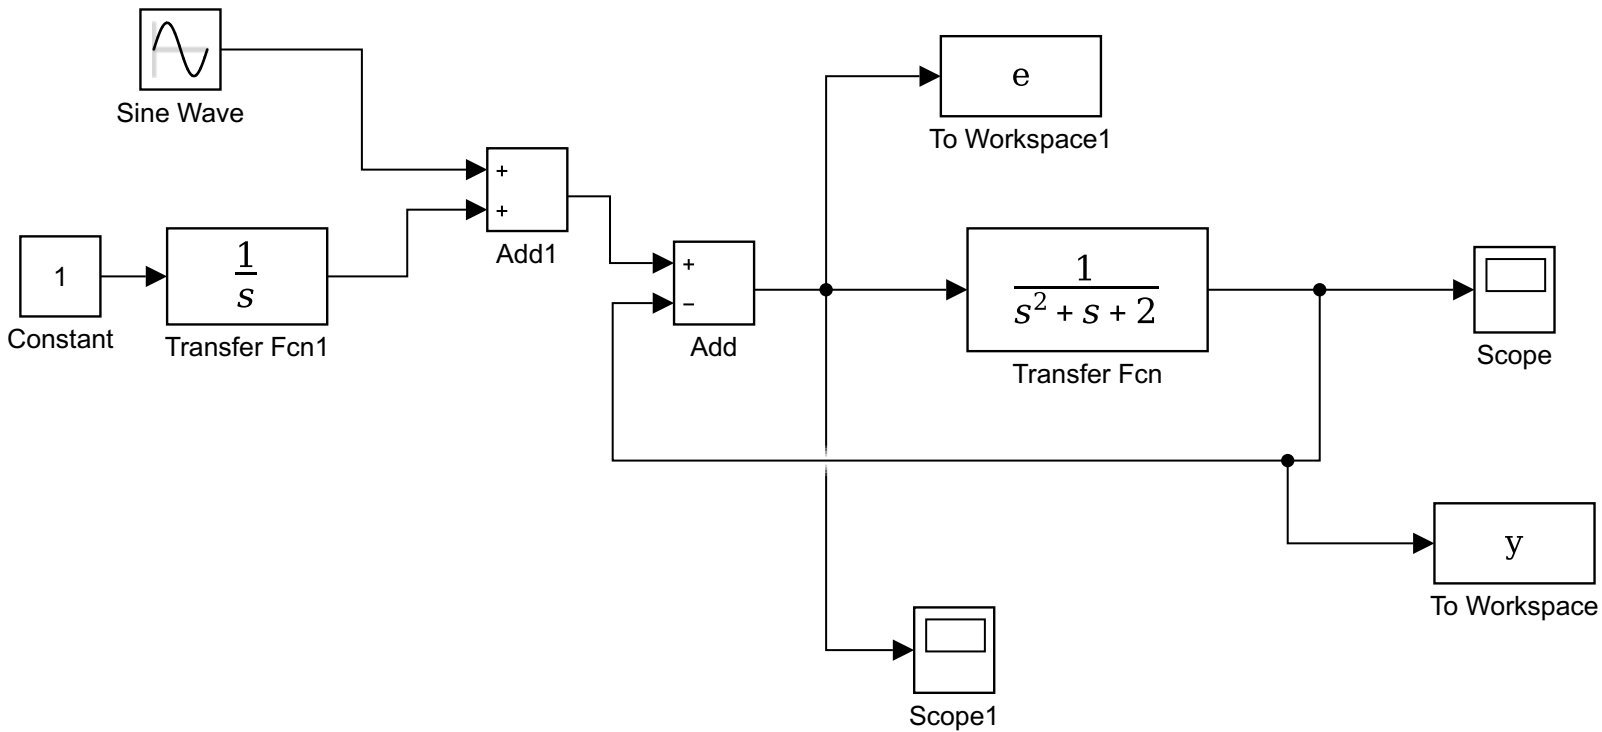 Sine Wave
e
To Workspace1
+
+
Add1
1
Constant
1
s
Transfer Fcn1
+
−
Add
1
s² + s + 2
Transfer Fcn
Scope
y
To Workspace
Scope1